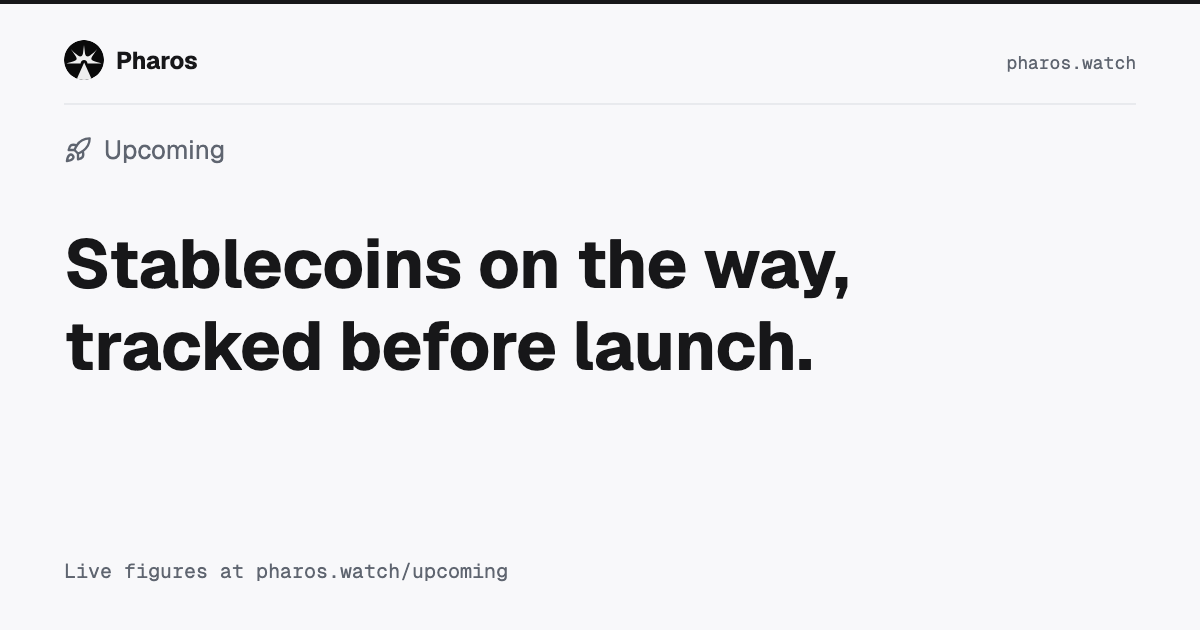 Pharos
pharos.watch
Upcoming
Stablecoins on the way,
tracked before launch.
Live figures at pharos.watch/upcoming